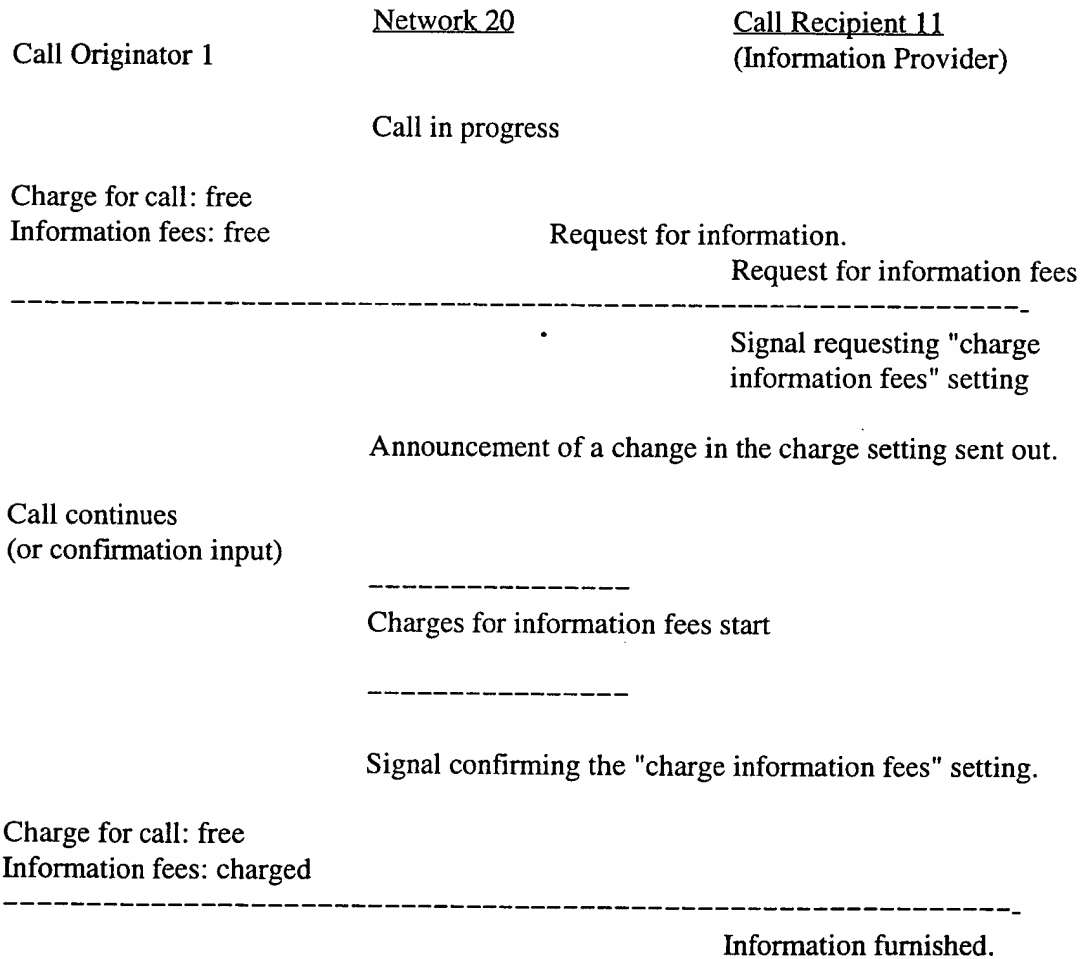 Network 20
Call Recipient 11
Call Originator 1
(Information Provider)
Call in progress
Charge for call: free
Information fees: free
Request for information.
Request for information fees
Signal requesting "charge
information fees" setting
Announcement of a change in the charge setting sent out.
Call continues
(or confirmation input)
Charges for information fees start
Signal confirming the "charge information fees" setting.
Charge for call: free
Information fees: charged
Information furnished.